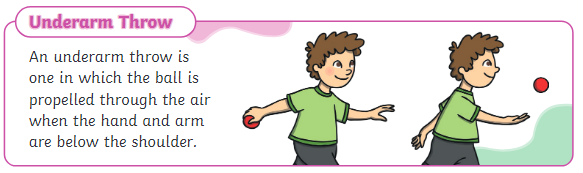 Underarm Throw
An underarm throw is
one in which the ball is
propelled through the air
when the hand and arm
are below the shoulder.